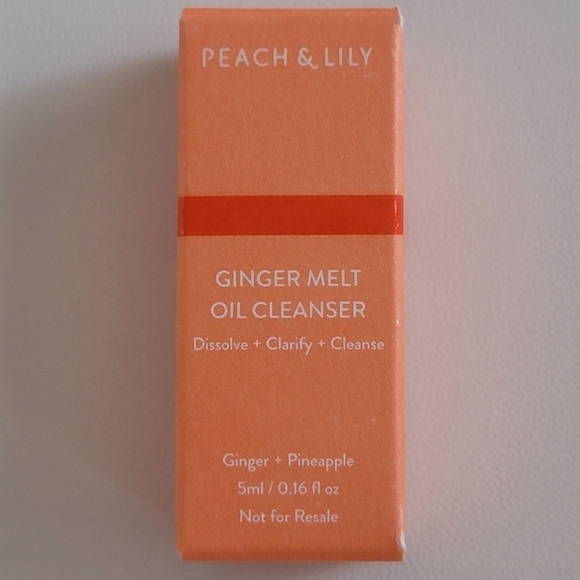 PEACH & LILY
GINGER MELT
OIL CLEANSER
Dissolve + Clarify + Cleanse
Ginger + Pineapple
5ml / 0.16 fl oz
Not for Resale